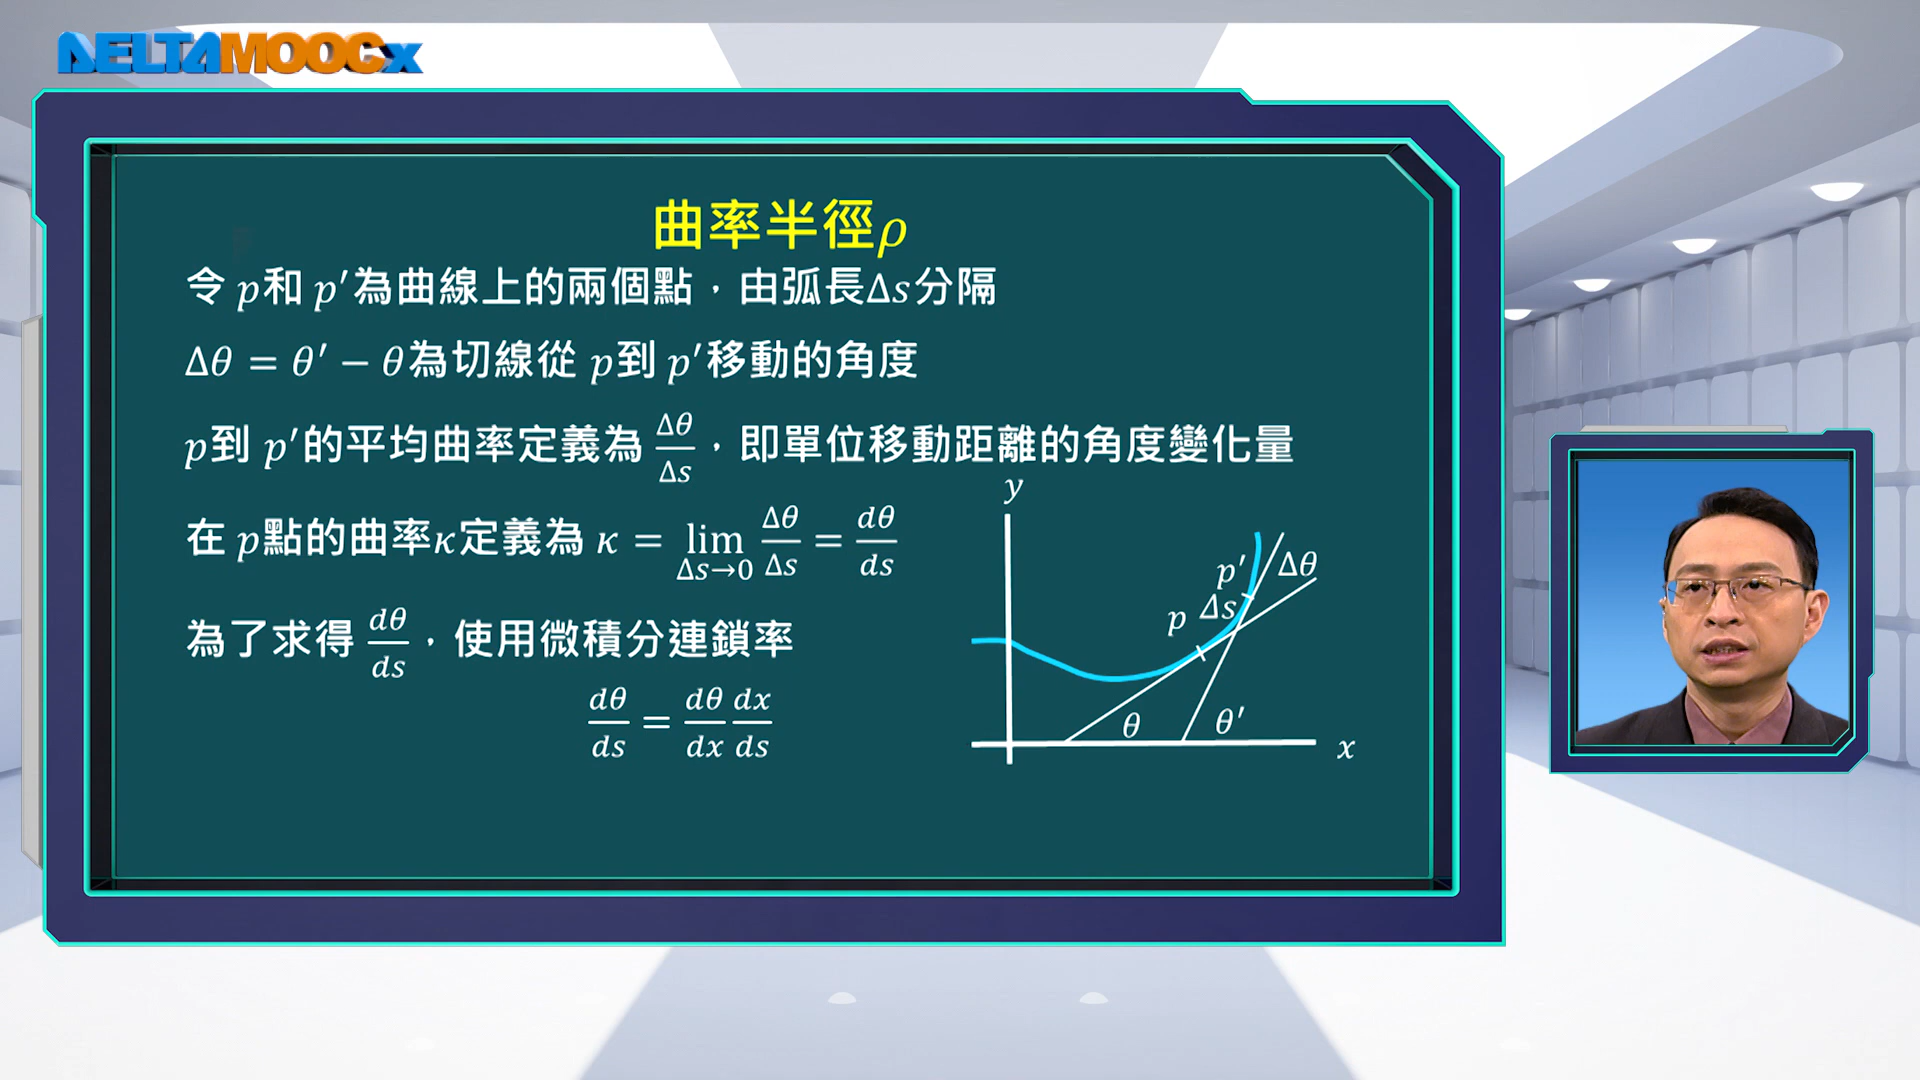 DELTAMOOCx
曲率半徑ρ
令 p和 p′為曲線上的兩個點，由弧長Δs分隔
Δθ = θ′ − θ為切線從 p到 p′移動的角度
p到 p′的平均曲率定義為 Δθ/Δs，即單位移動距離的角度變化量
在 p點的曲率κ定義為 κ = lim Δs→0 Δθ/Δs = dθ/ds
為了求得 dθ/ds，使用微積分連鎖率
dθ/ds = dθ/dx dx/ds
y
p′ Δθ
p Δs
θ θ′
x